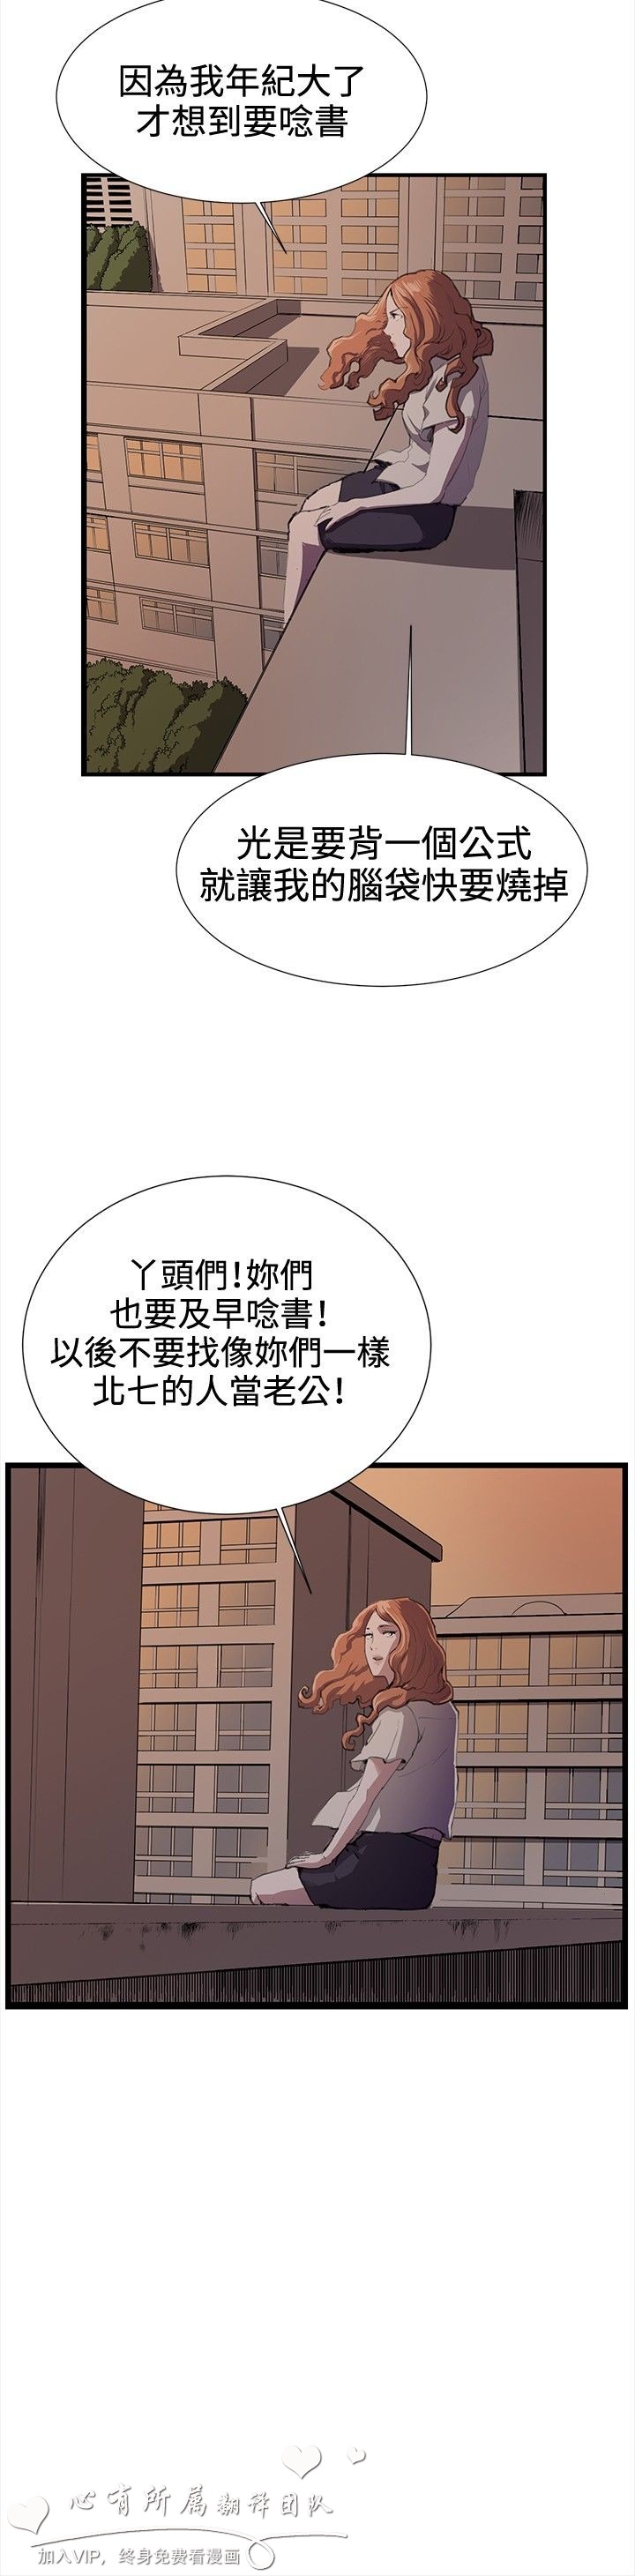 因為我年紀大了
才想到要唸書
光是要背一個公式
就讓我的腦袋快要燒掉
丫頭們!妳們
也要及早唸書!
以後不要找像妳們一樣
北七的人當老公!
心有所属翻译团队
加入VIP，终身免费看漫画